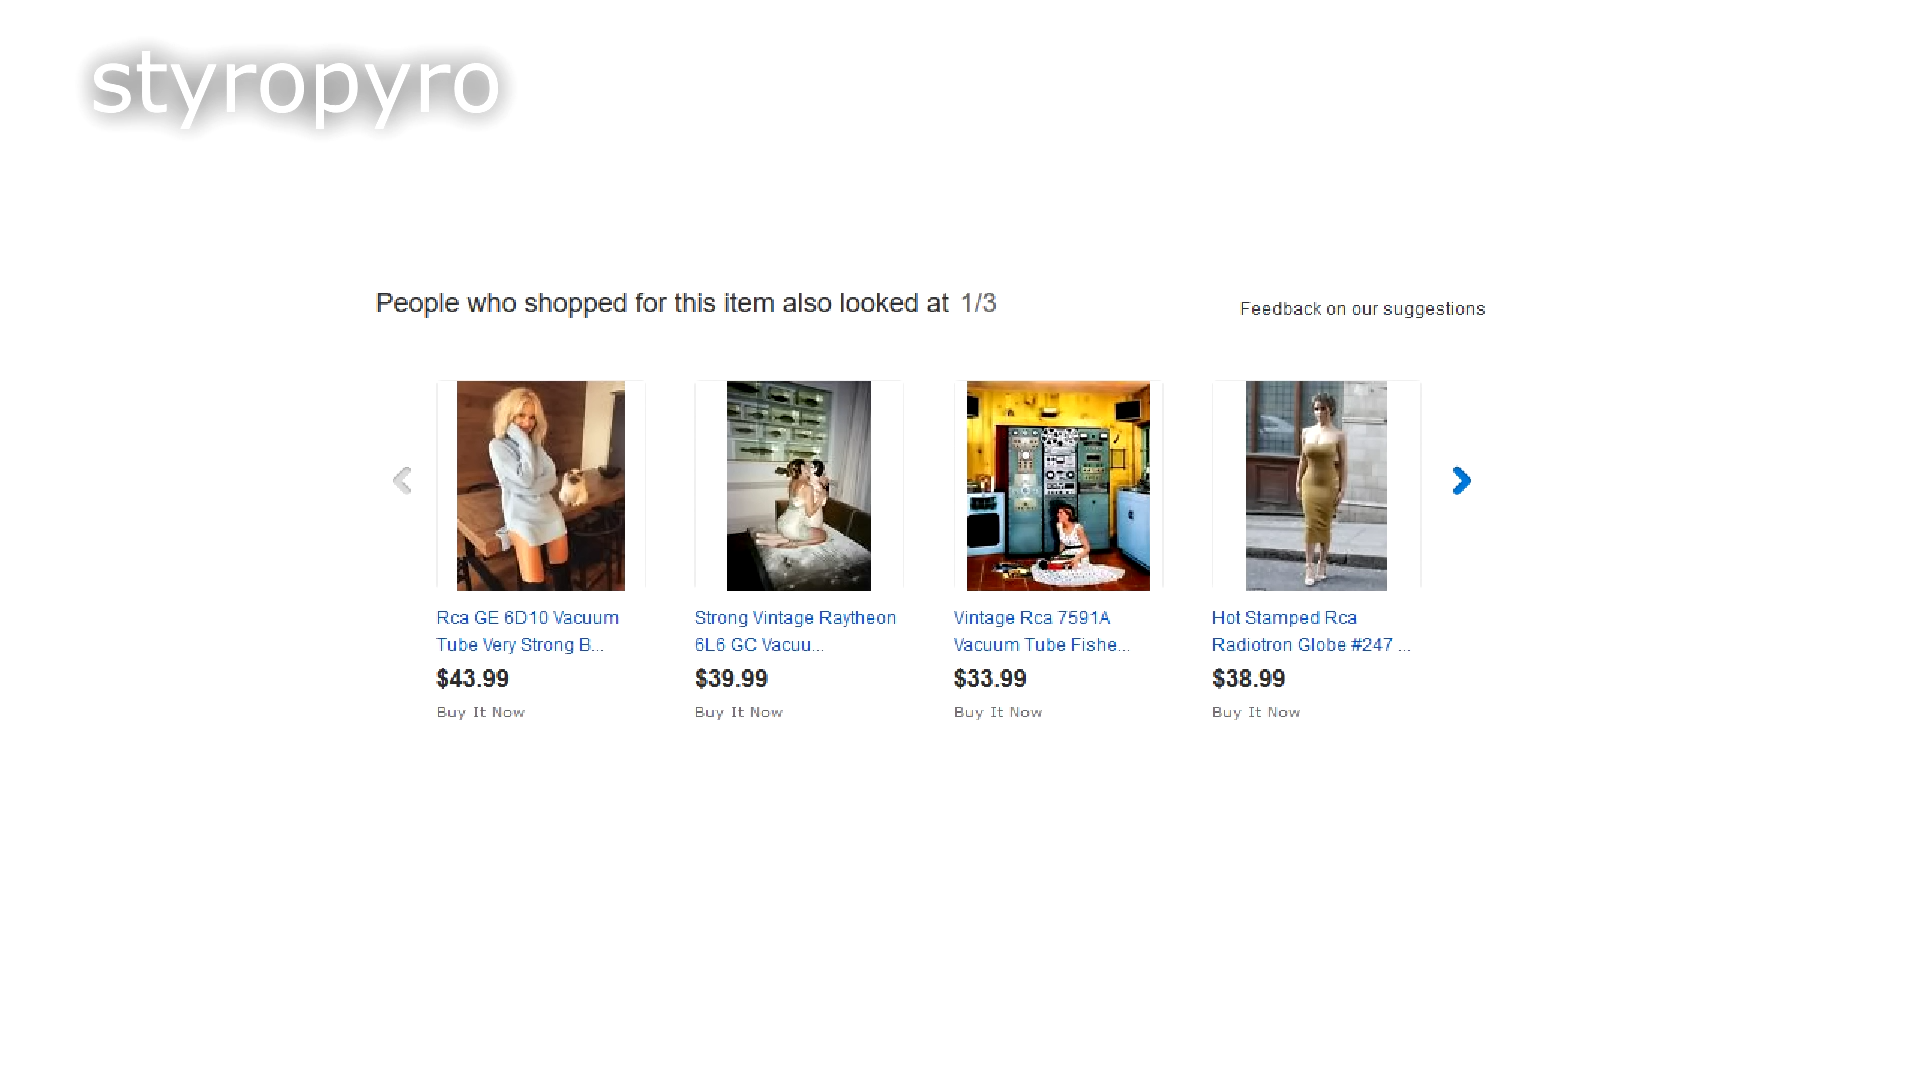 styropyro
People who shopped for this item also looked at 1/3
Feedback on our suggestions
Rca GE 6D10 Vacuum
Tube Very Strong B...
$43.99
Buy It Now
Strong Vintage Raytheon
6L6 GC Vacuu...
$39.99
Buy It Now
Vintage Rca 7591A
Vacuum Tube Fishe...
$33.99
Buy It Now
Hot Stamped Rca
Radiotron Globe #247 ...
$38.99
Buy It Now